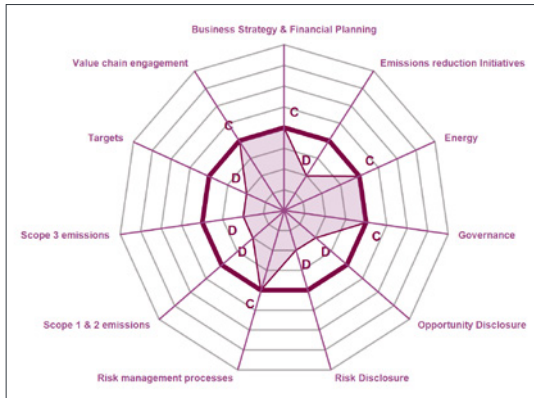 Business Strategy & Financial Planning
Value chain engagement
Emissions reduction Initiatives
C
C
Targets
D
Energy
C
D
Scope 3 emissions
D
C
Governance
D
D
D
Scope 1 & 2 emissions
C
Opportunity Disclosure
Risk management processes
Risk Disclosure